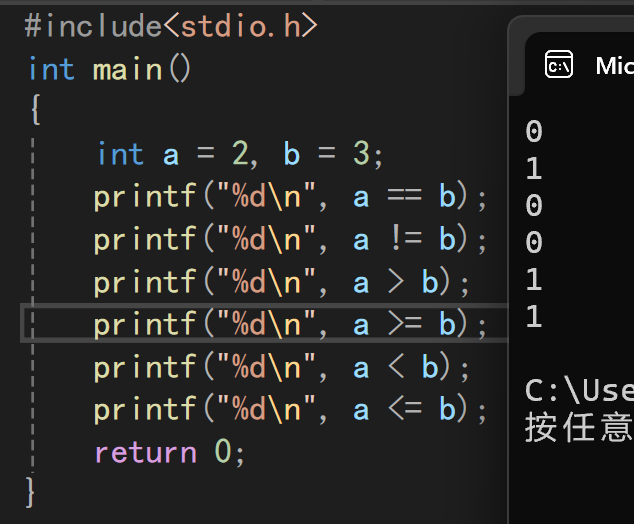 #include<stdio.h>
int main()
{
int a = 2, b = 3;
printf("%d\n", a == b);
printf("%d\n", a != b);
printf("%d\n", a > b);
printf("%d\n", a >= b);
printf("%d\n", a < b);
printf("%d\n", a <= b);
return 0;
}
Mic
0
1
0
0
1
1
C:\Use
按任意